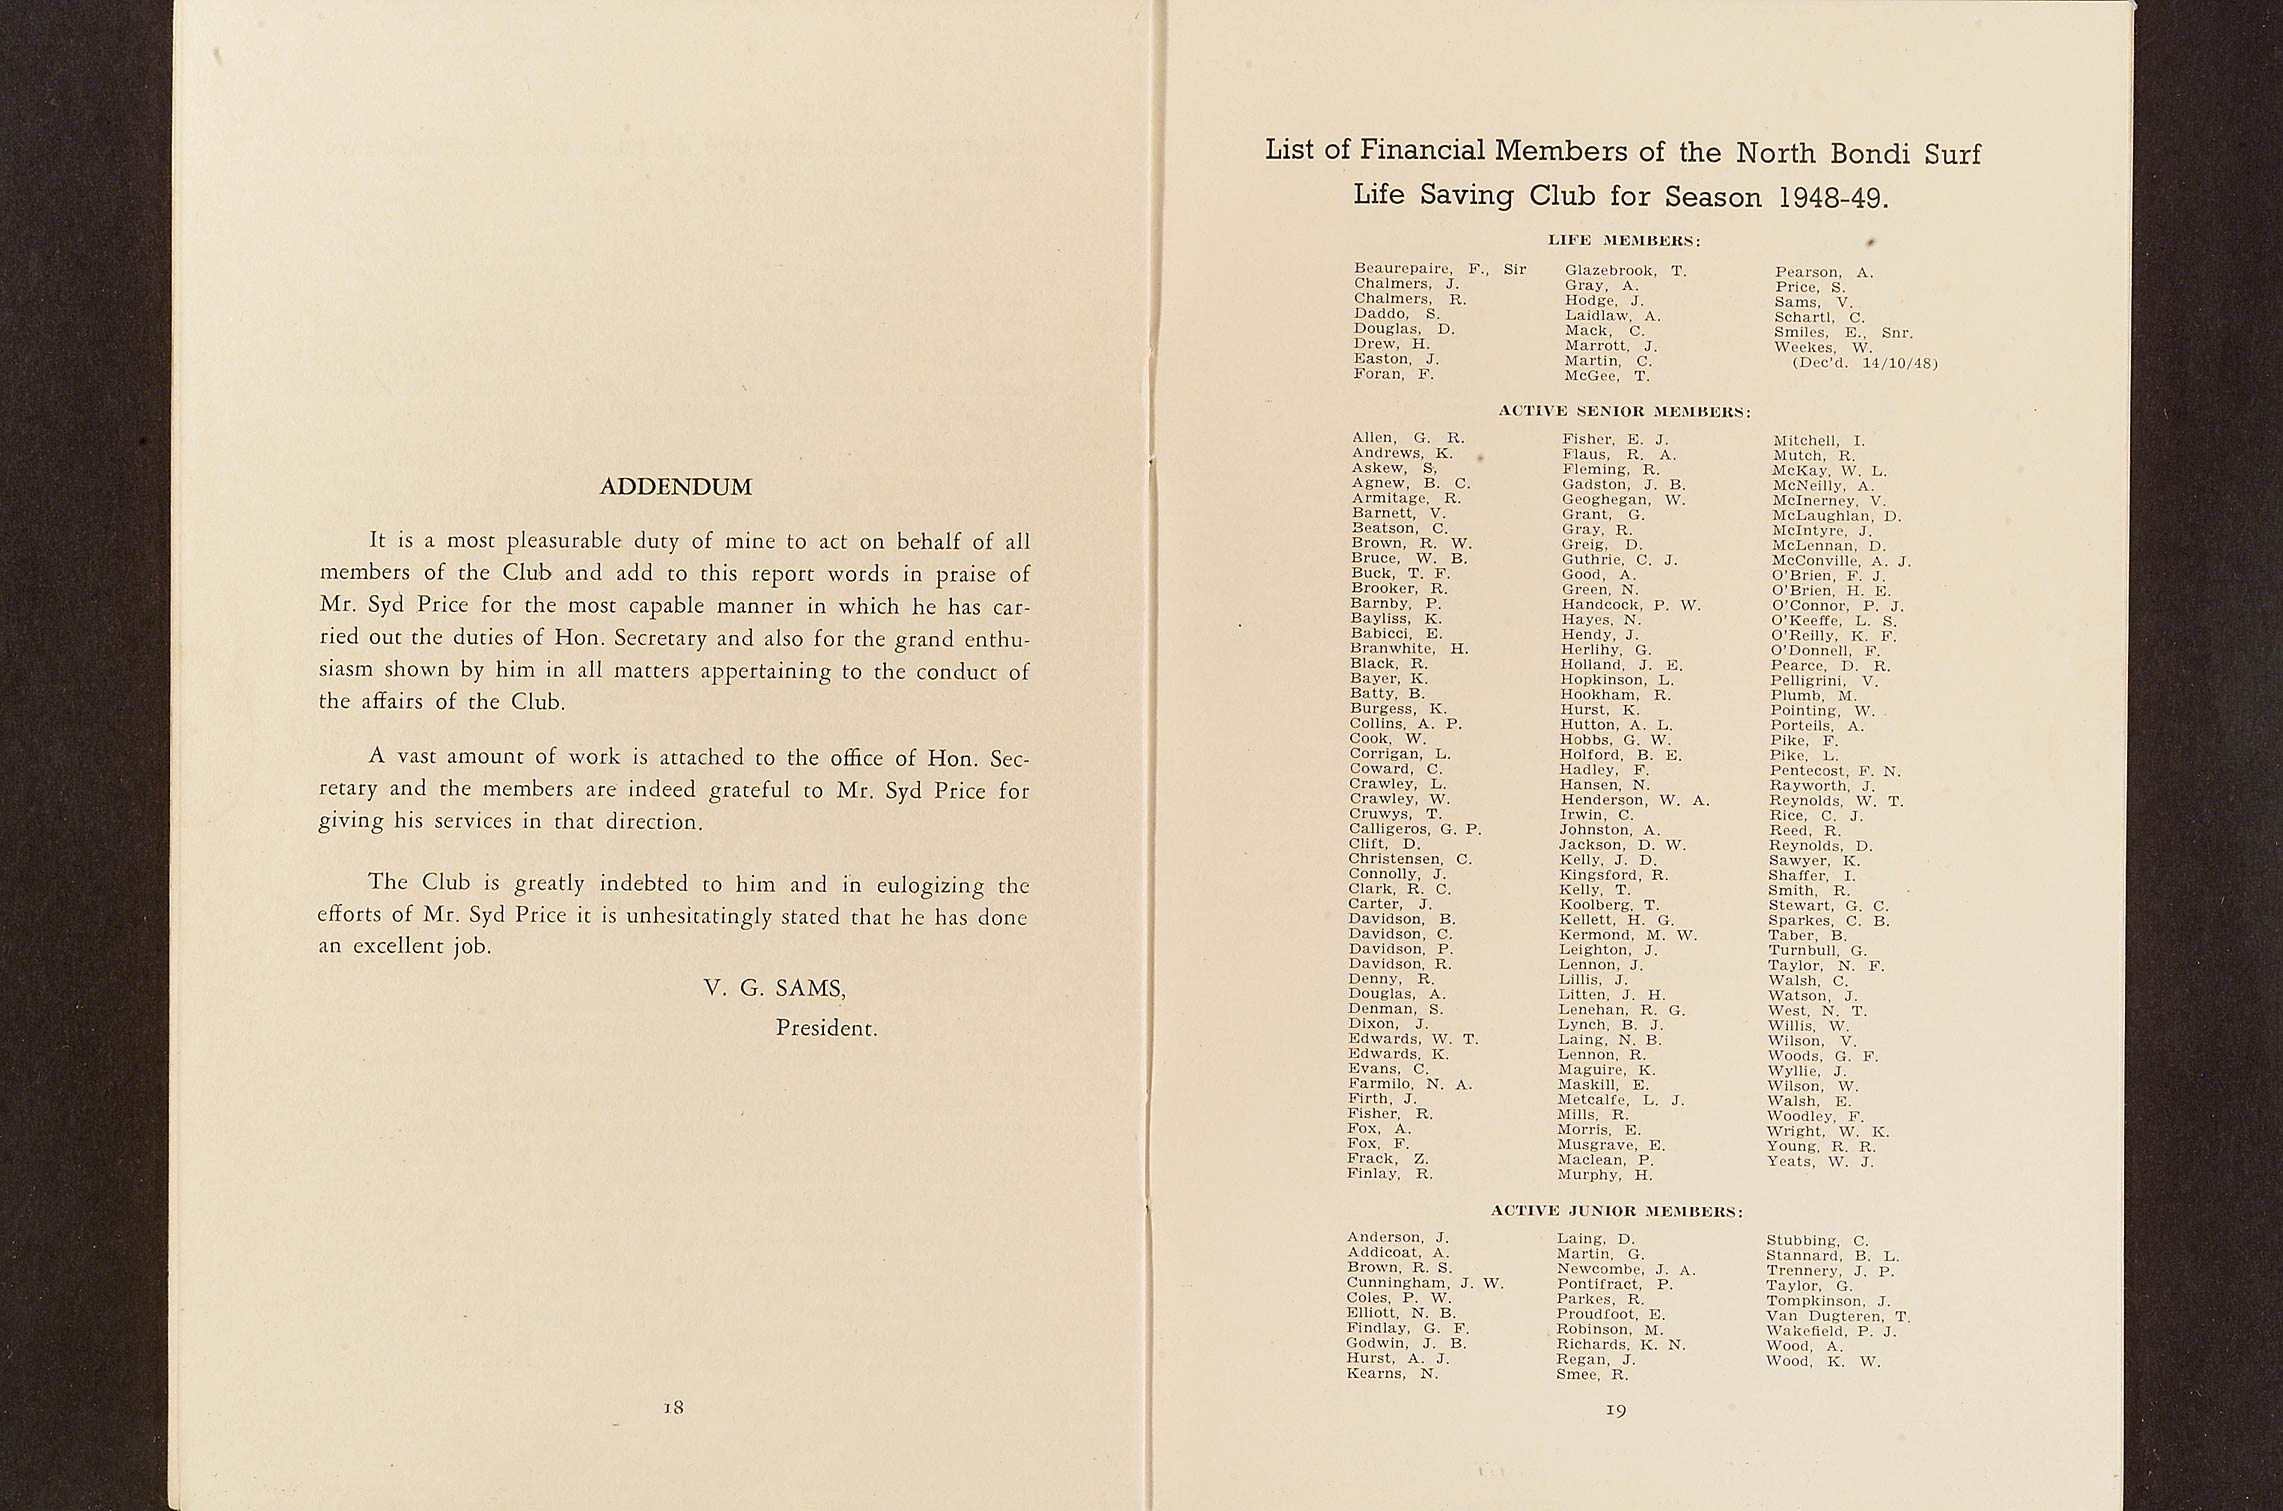 ADDENDUM
It is a most pleasurable duty of mine to act on behalf of all
members of the Club and add to this report words in praise of
Mr. Syd Price for the most capable manner in which he has car-
ried out the duties of Hon. Secretary and also for the grand enthu-
siasm shown by him in all matters appertaining to the conduct of
the affairs of the Club.
A vast amount of work is attached to the office of Hon. Sec-
retary and the members are indeed grateful to Mr. Syd Price for
giving his services in that direction.
The Club is greatly indebted to him and in eulogizing the
efforts of Mr. Syd Price it is unhesitatingly stated that he has done
an excellent job.
V. G. SAMS,
President.
18
List of Financial Members of the North Bondi Surf
Life Saving Club for Season 1948-49.
LIFE MEMBERS:
Beaurepaire, F., Sir
Chalmers, J.
Chalmers, R.
Daddo, S.
Douglas, D.
Drew, H.
Easton, J.
Foran, F.
Glazebrook, T.
Gray, A.
Hodge, J.
Laidlaw, A.
Mack, C.
Marrott, J.
Martin, C.
McGee, T.
Pearson, A.
Price, S.
Sams, V.
Schartl, C.
Smiles, E., Snr.
Weekes, W.
(Dec'd. 14/10/48)
ACTIVE SENIOR MEMBERS:
Allen, G. R.
Andrews, K.
Askew, S,
Agnew, B. C.
Armitage, R.
Barnett, V.
Beatson, C.
Brown, R. W.
Bruce, W. B.
Buck, T. F.
Brooker, R.
Barnby, P.
Bayliss, K.
Babicci, E.
Branwhite, H.
Black, R.
Bayer, K.
Batty, B.
Burgess, K.
Collins, A. P.
Cook, W.
Corrigan, L.
Coward, C.
Crawley, L.
Crawley, W.
Cruwys, T.
Calligeros, G. P.
Clift, D.
Christensen, C.
Connolly, J.
Clark, R. C.
Carter, J.
Davidson, B.
Davidson, C.
Davidson, P.
Davidson, R.
Denny, R.
Douglas, A.
Denman, S.
Dixon, J.
Edwards, W. T.
Edwards, K.
Evans, C.
Farmilo, N. A.
Firth, J.
Fisher, R.
Fox, A.
Fox, F.
Frack, Z.
Finlay, R.
Fisher, E. J.
Flaus, R. A.
Fleming, R.
Gadston, J. B.
Geoghegan, W.
Grant, G.
Gray, R.
Greig, D.
Guthrie, C. J.
Good, A.
Green, N.
Handcock, P. W.
Hayes, N.
Hendy, J.
Herlihy, G.
Holland, J. E.
Hopkinson, L.
Hookham, R.
Hurst, K.
Hutton, A. L.
Hobbs, G. W.
Holford, B. E.
Hadley, F.
Hansen, N.
Henderson, W. A.
Irwin, C.
Johnston, A.
Jackson, D. W.
Kelly, J. D.
Kingsford, R.
Kelly, T.
Koolberg, T.
Kellett, H. G.
Kermond, M. W.
Leighton, J.
Lennon, J.
Lillis, J.
Litten, J. H.
Lenehan, R. G.
Lynch, B. J.
Laing, N. B.
Lennon, R.
Maguire, K.
Maskill, E.
Metcalfe, L. J.
Mills, R.
Morris, E.
Musgrave, E.
Maclean, P.
Murphy, H.
Mitchell, I.
Mutch, R.
McKay, W. L.
McNeilly, A.
McInerney, V.
McLaughlan, D.
McIntyre, J.
McLennan, D.
McConville, A. J.
O'Brien, F. J.
O'Brien, H. E.
O'Connor, P. J.
O'Keeffe, L. S.
O'Reilly, K. F.
O'Donnell, F.
Pearce, D. R.
Pelligrini, V.
Plumb, M.
Pointing, W.
Porteils, A.
Pike, F.
Pike, L.
Pentecost, F. N.
Rayworth, J.
Reynolds, W. T.
Rice, C. J.
Reed, R.
Reynolds, D.
Sawyer, K.
Shaffer, I.
Smith, R.
Stewart, G. C.
Sparkes, C. B.
Taber, B.
Turnbull, G.
Taylor, N. F.
Walsh, C.
Watson, J.
West, N. T.
Willis, W.
Wilson, V.
Woods, G. F.
Wyllie, J.
Wilson, W.
Walsh, E.
Woodley, F.
Wright, W. K.
Young, R. R.
Yeats, W. J.
ACTIVE JUNIOR MEMBERS:
Anderson, J.
Addicoat, A.
Brown, R. S.
Cunningham, J. W.
Coles, P. W.
Elliott, N. B.
Findlay, G. F.
Godwin, J. B.
Hurst, A. J.
Kearns, N.
Laing, D.
Martin, G.
Newcombe, J. A.
Pontifract, P.
Parkes, R.
Proudfoot, E.
Robinson, M.
Richards, K. N.
Regan, J.
Smee, R.
Stubbing, C.
Stannard, B. L.
Trennery, J. P.
Taylor, G.
Tompkinson, J.
Van Dugteren, T.
Wakefield, P. J.
Wood, A.
Wood, K. W.
19